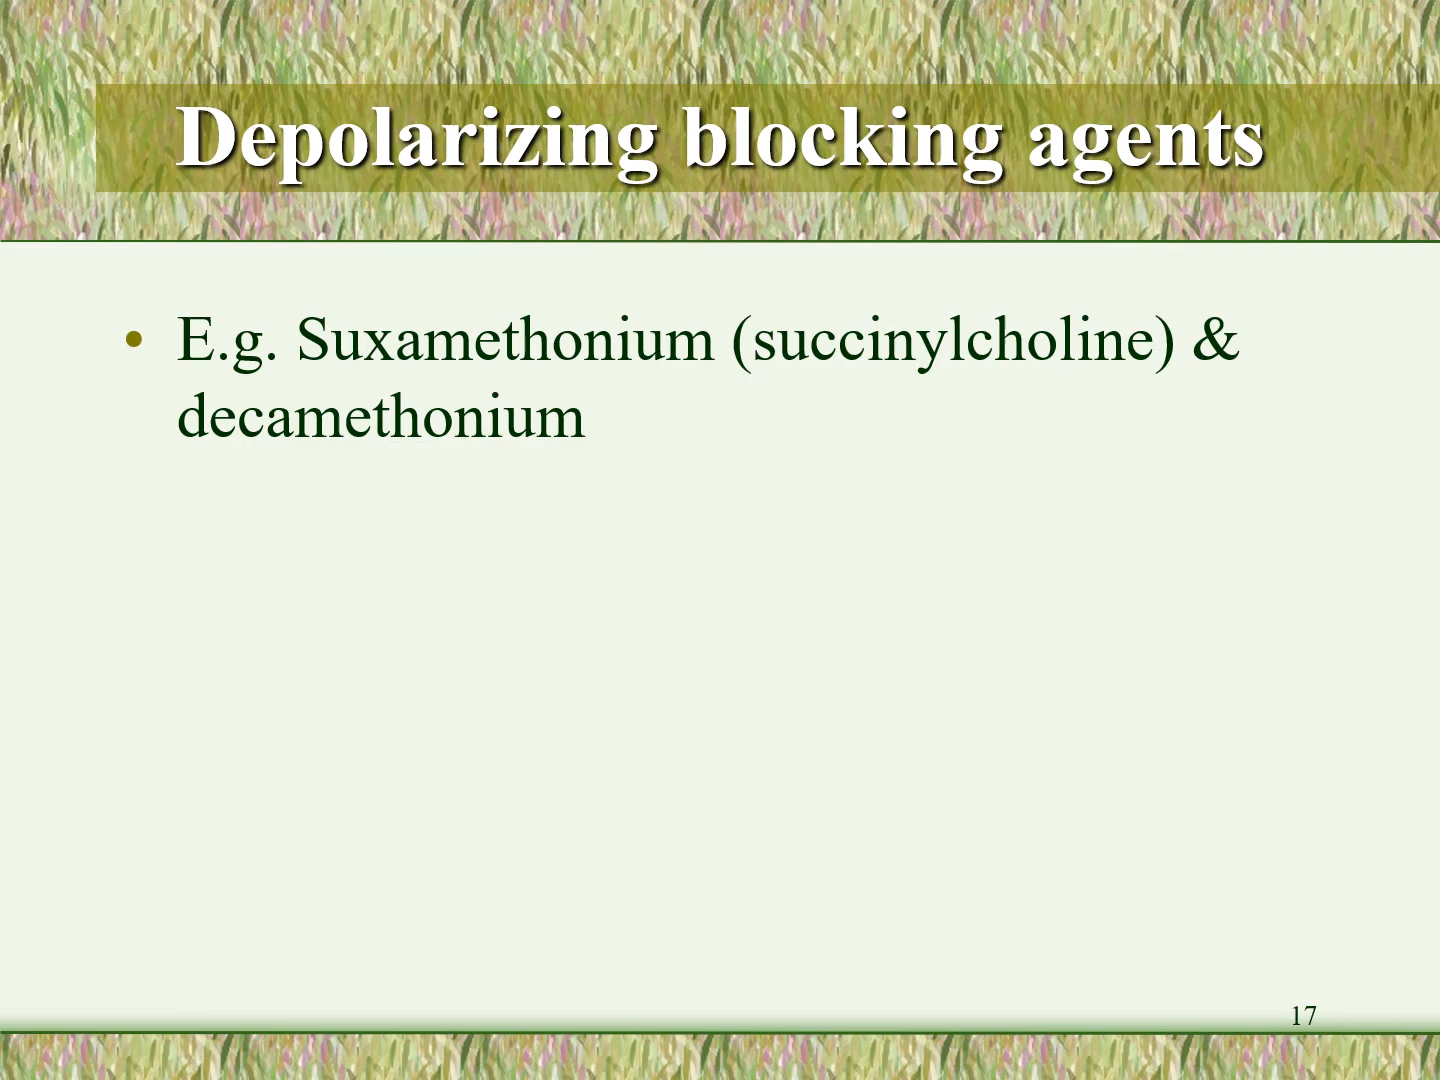 Depolarizing blocking agents
• E.g. Suxamethonium (succinylcholine) &
decamethonium
17